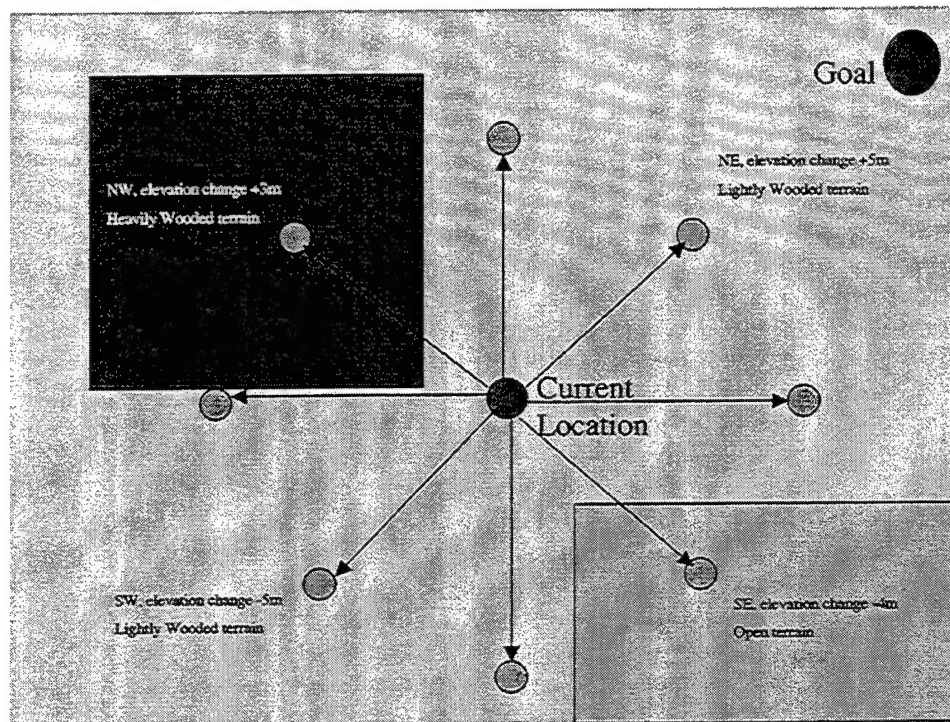 Goal
NE, elevation change +5m
Lightly Wooded terrain
NW, elevation change +3m
Heavily Wooded terrain
Current
Location
SW, elevation change -5m
Lightly Wooded terrain
SE, elevation change -4m
Open terrain